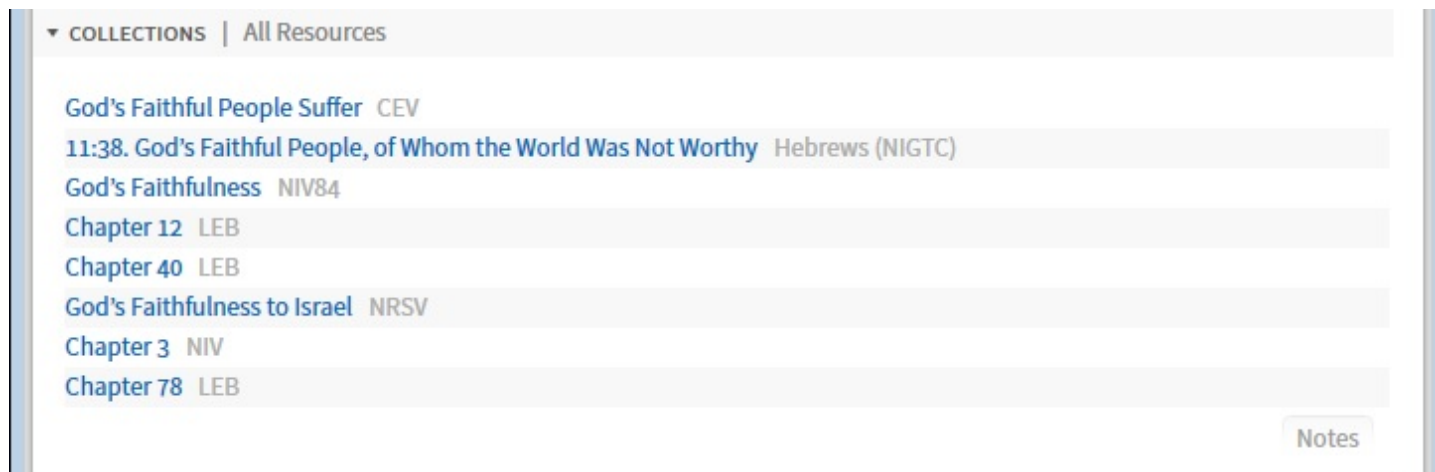 ▾ COLLECTIONS | All Resources
God’s Faithful People Suffer CEV
11:38. God’s Faithful People, of Whom the World Was Not Worthy Hebrews (NIGTC)
God’s Faithfulness NIV84
Chapter 12 LEB
Chapter 40 LEB
God’s Faithfulness to Israel NRSV
Chapter 3 NIV
Chapter 78 LEB
Notes